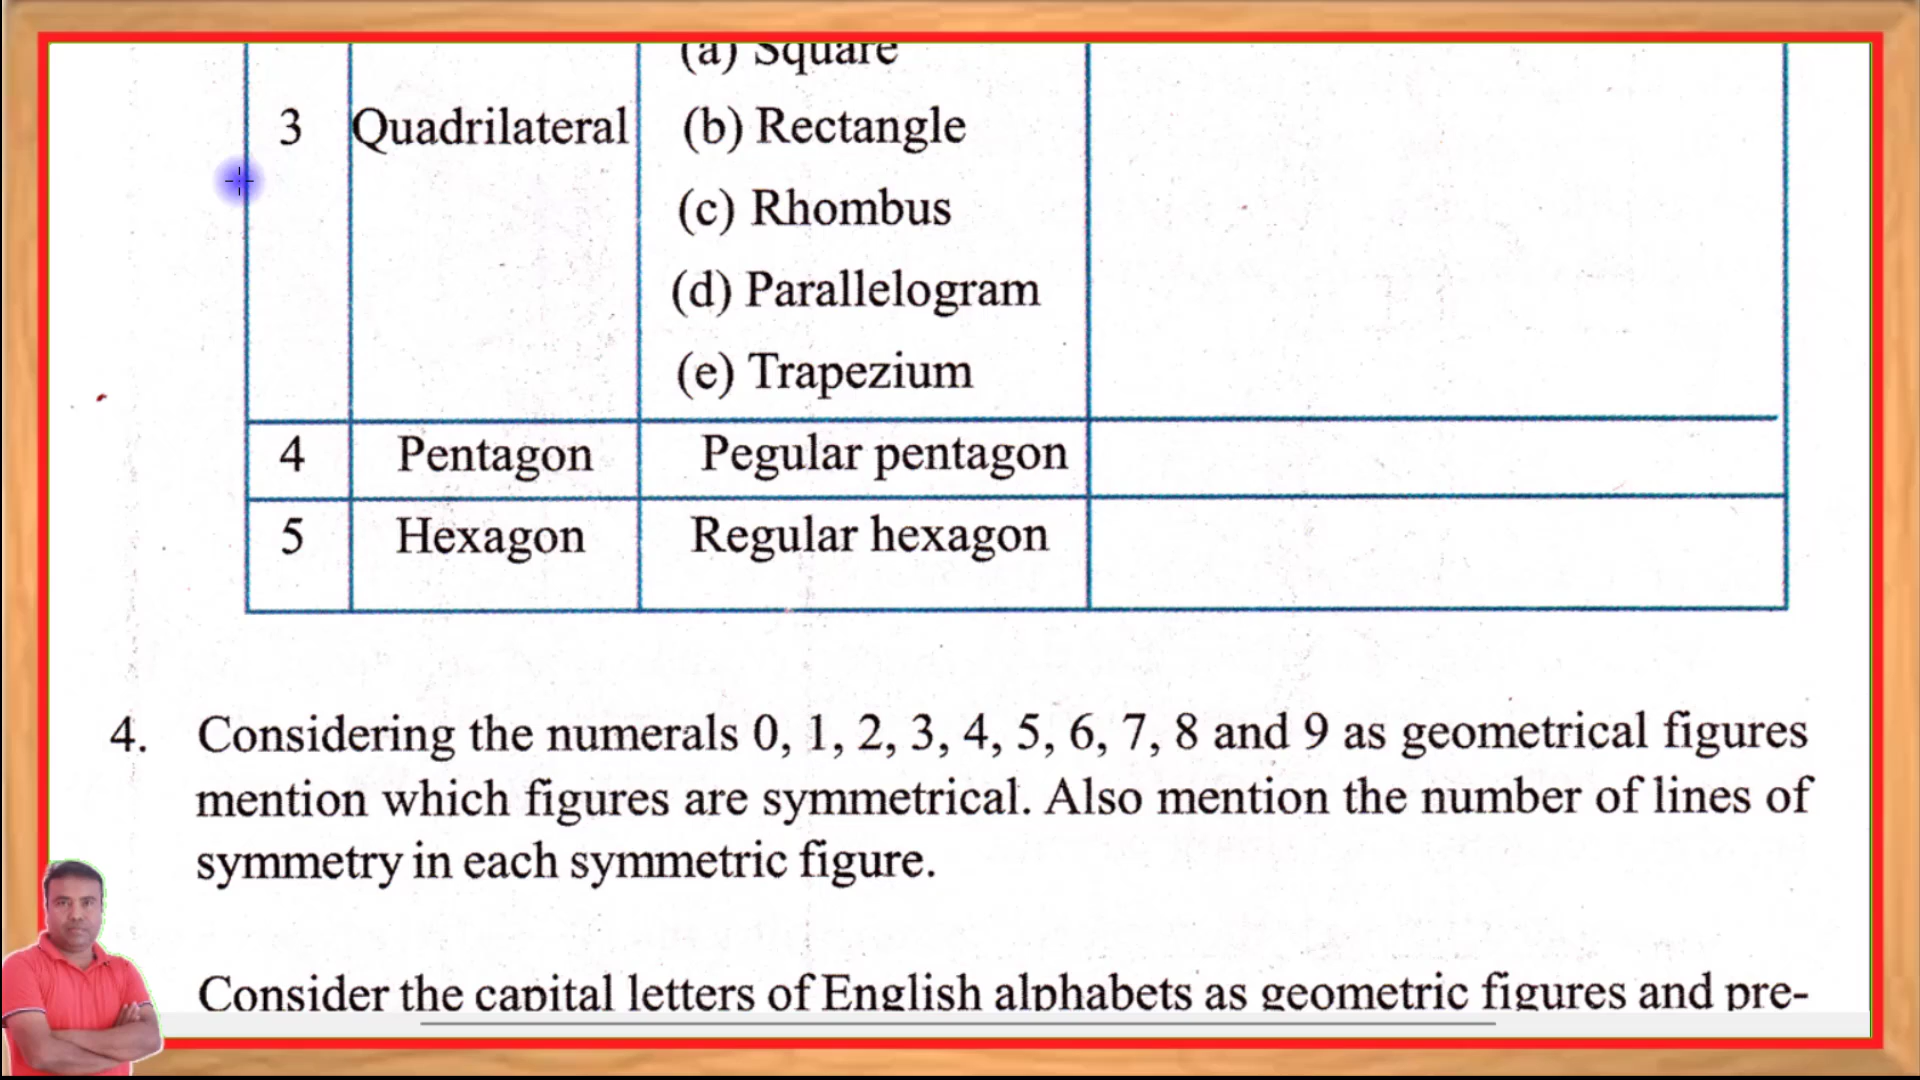 (a) Square
3 Quadrilateral (b) Rectangle
(c) Rhombus
(d) Parallelogram
(e) Trapezium
4 Pentagon Pegular pentagon
5 Hexagon Regular hexagon
4. Considering the numerals 0, 1, 2, 3, 4, 5, 6, 7, 8 and 9 as geometrical figures
mention which figures are symmetrical. Also mention the number of lines of
symmetry in each symmetric figure.
Consider the capital letters of English alphabets as geometric figures and pre-